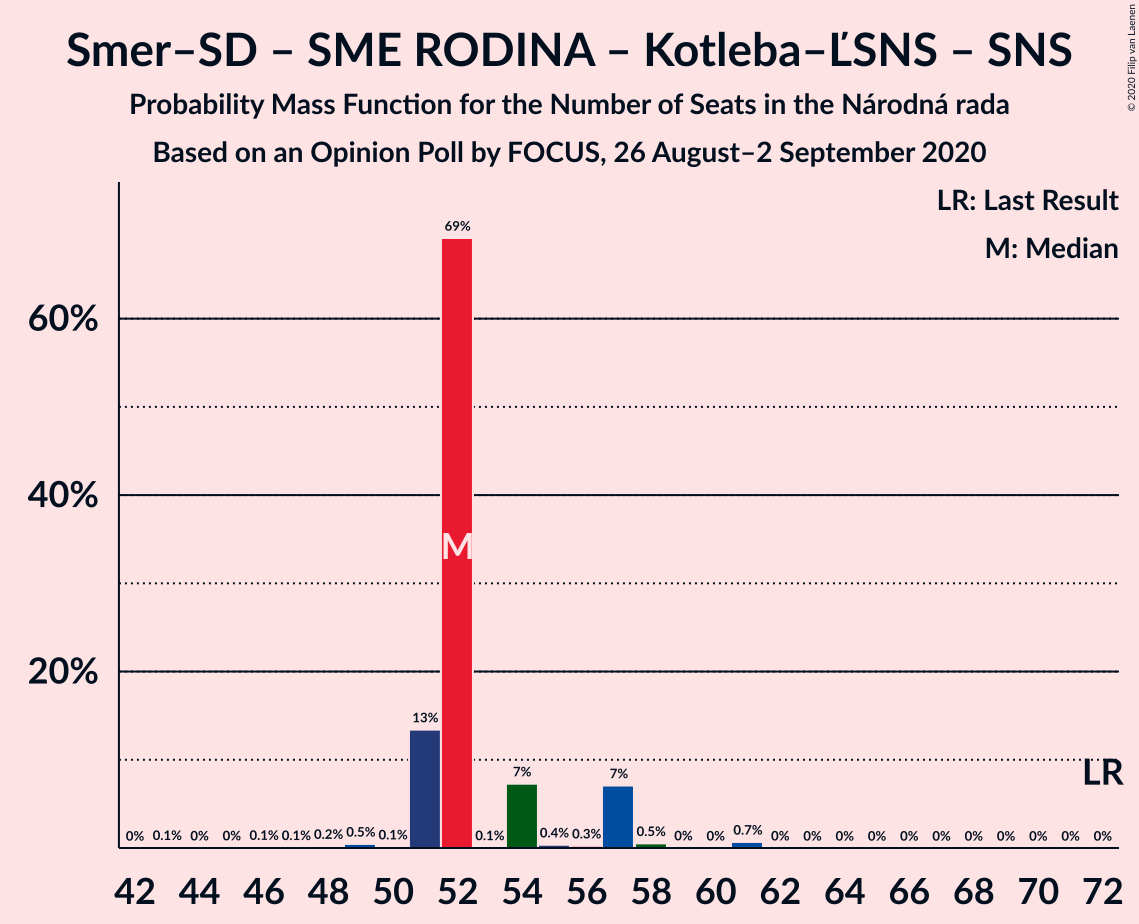 Smer–SD – SME RODINA – Kotleba–ĽSNS – SNS
Probability Mass Function for the Number of Seats in the Národná rada
Based on an Opinion Poll by FOCUS, 26 August–2 September 2020
© 2020 Filip van Laenen
LR: Last Result
M: Median
60%
40%
20%
0% 0.1% 0% 0% 0.1% 0.1% 0.2% 0.5% 0.1% 13% 69% 0.1% 7% 0.4% 0.3% 7% 0.5% 0% 0% 0.7% 0% 0% 0% 0% 0% 0% 0% 0% 0% 0% 0%
M
LR
42 44 46 48 50 52 54 56 58 60 62 64 66 68 70 72